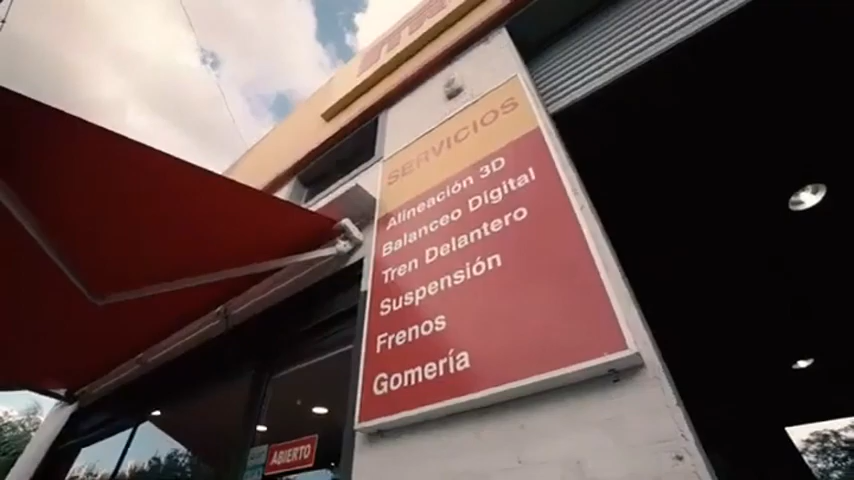 SERVICIOS
Alineación 3D
Balanceo Digital
Tren Delantero
Suspensión
Frenos
Gomería
ABIERTO